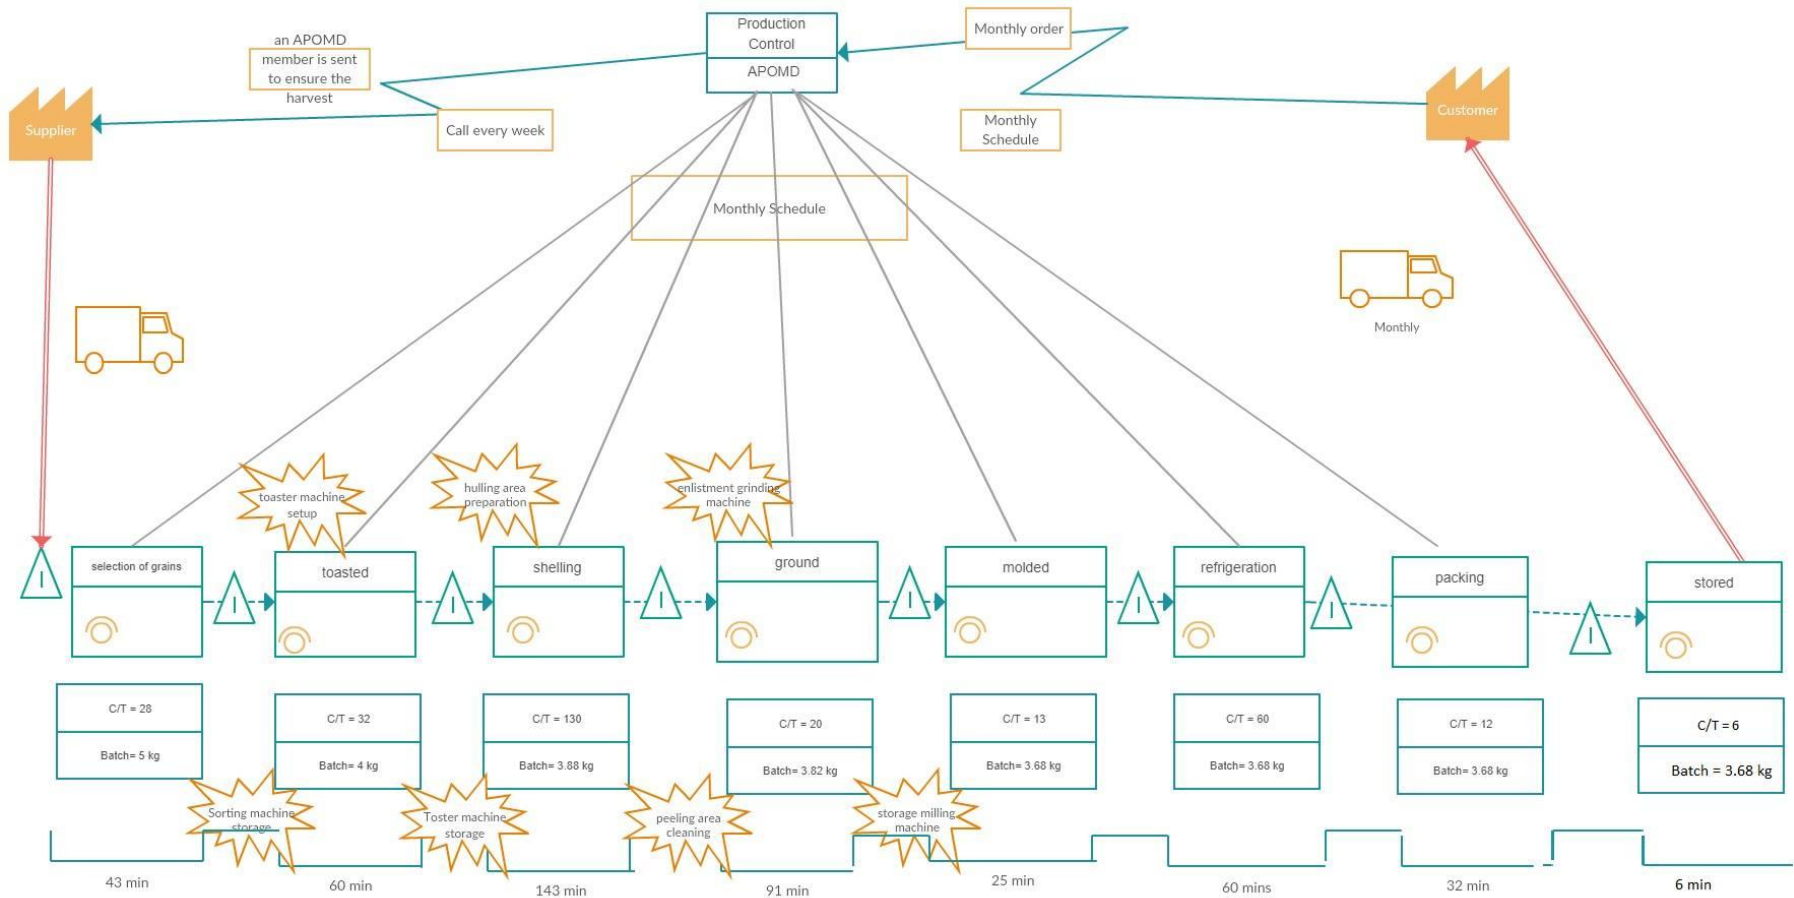 Production
Control
APOMD
Monthly order
an APOMD
member is sent
to ensure the
harvest
Supplier
Call every week
Monthly
Schedule
Customer
Monthly Schedule
Monthly
toaster machine
setup
hulling area
preparation
enlistment grinding
machine
selection of grains
toasted
shelling
ground
molded
refrigeration
packing
stored
I
I
I
I
I
I
I
I
C/T = 28
Batch= 5 kg
C/T = 32
Batch= 4 kg
C/T = 130
Batch= 3.88 kg
C/T = 20
Batch= 3.82 kg
C/T = 13
Batch= 3.68 kg
C/T = 60
Batch= 3.68 kg
C/T = 12
Batch= 3.68 kg
C/T = 6
Batch = 3.68 kg
Sorting machine
storage
Toster machine
storage
peeling area
cleaning
storage milling
machine
43 min
60 min
143 min
91 min
25 min
60 mins
32 min
6 min